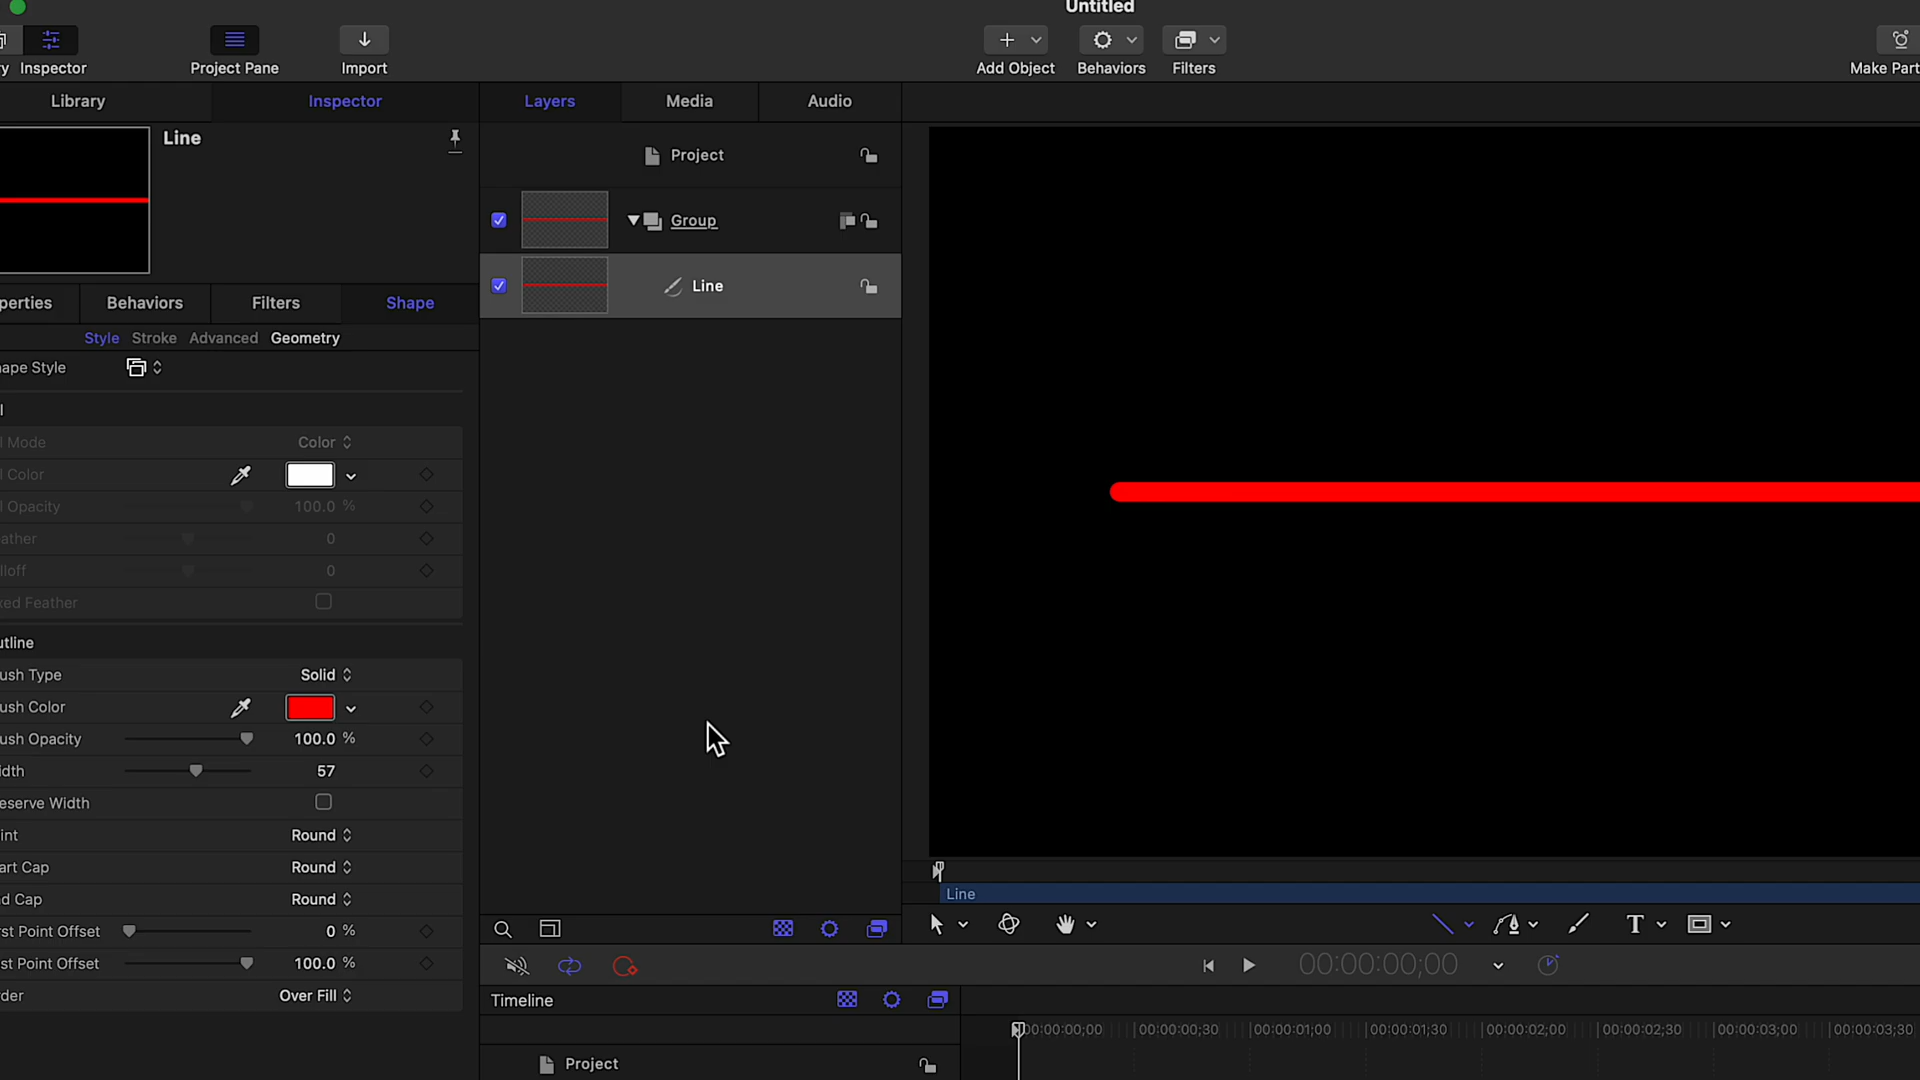 Untitled
y Inspector Project Pane Import Add Object Behaviors Filters Make Part
Library Inspector Layers Media Audio
Line
Project
Group
Line
perties Behaviors Filters Shape
Style Stroke Advanced Geometry
hape Style
l
l Mode Color
l Color
l Opacity 100.0 %
ather 0
lloff 0
xed Feather
utline
ush Type Solid
ush Color
ush Opacity 100.0 %
idth 57
eserve Width
int Round
art Cap Round
d Cap Round
rst Point Offset 0 %
st Point Offset 100.0 %
der Over Fill
Line
T
00:00:00;00
Timeline
00:00:00;00 00:00:00;30 00:00:01;00 00:00:01;30 00:00:02;00 00:00:02;30 00:00:03;00 00:00:03;30
Project